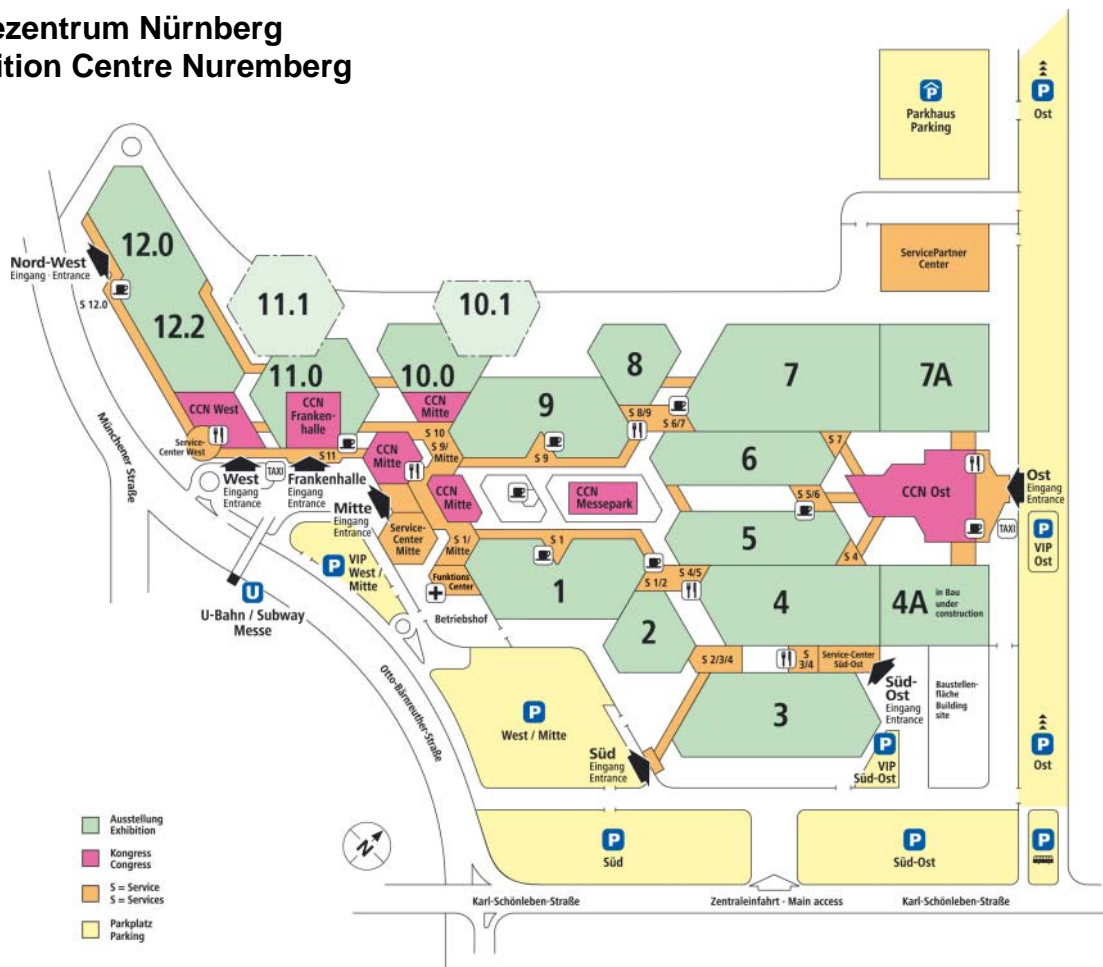 ezentrum Nürnberg
ition Centre Nuremberg
P
Parkhaus
Parking
P
Ost
ServicePartner
Center
Nord-West
Eingang · Entrance
S 12.0
12.0
12.2
11.1
11.0
10.1
10.0
9
8
7
7A
CCN West
CCN
Franken-
halle
CCN
Mitte
S 10
S 9/
Mitte
S 9
S 8/9
S 6/7
Service-
Center West
S 11
CCN
Mitte
CCN
Mitte
CCN
Messepark
6
S 7
S 5/6
CCN Ost
Ost
Eingang
Entrance
TAXI
P
VIP
Ost
West
Eingang
Entrance
TAXI
Frankenhalle
Eingang
Entrance
Mitte
Eingang
Entrance
Service-
Center
Mitte
S 1/
Mitte
S 1
5
S 4
Münchener Straße
P
VIP
West /
Mitte
U
U-Bahn / Subway
Messe
Funktions
Center
Betriebshof
1
S 1/2
S 4/5
2
4
4A
in Bau
under
construction
S 2/3/4
S
3/4
Service-Center
Süd-Ost
Süd-
Ost
Eingang
Entrance
Baustellen-
fläche
Building
site
3
Otto-Bärnreuther-Straße
P
West / Mitte
Süd
Eingang
Entrance
P
VIP
Süd-Ost
P
Ost
Ausstellung
Exhibition
Kongress
Congress
S = Service
S = Services
Parkplatz
Parking
N
P
Süd
P
Süd-Ost
P
Karl-Schönleben-Straße
Zentraleinfahrt · Main access
Karl-Schönleben-Straße